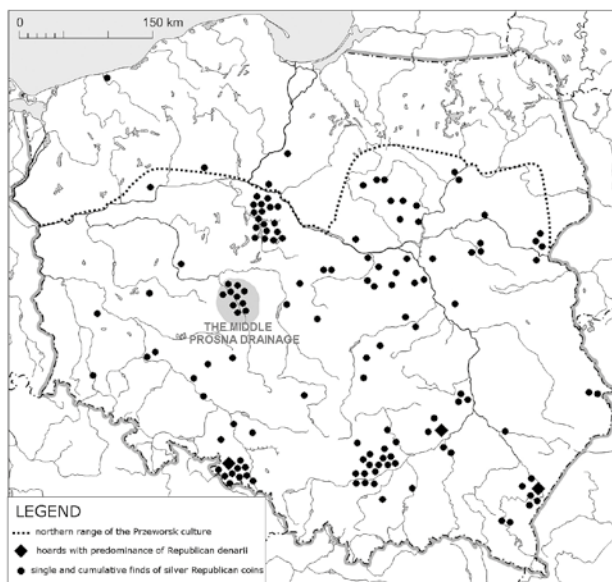 0 150 km
THE MIDDLE
PROSNA DRAINAGE
LEGEND
northern range of the Przeworsk culture
hoards with predominance of Republican denarii
single and cumulative finds of silver Republican coins